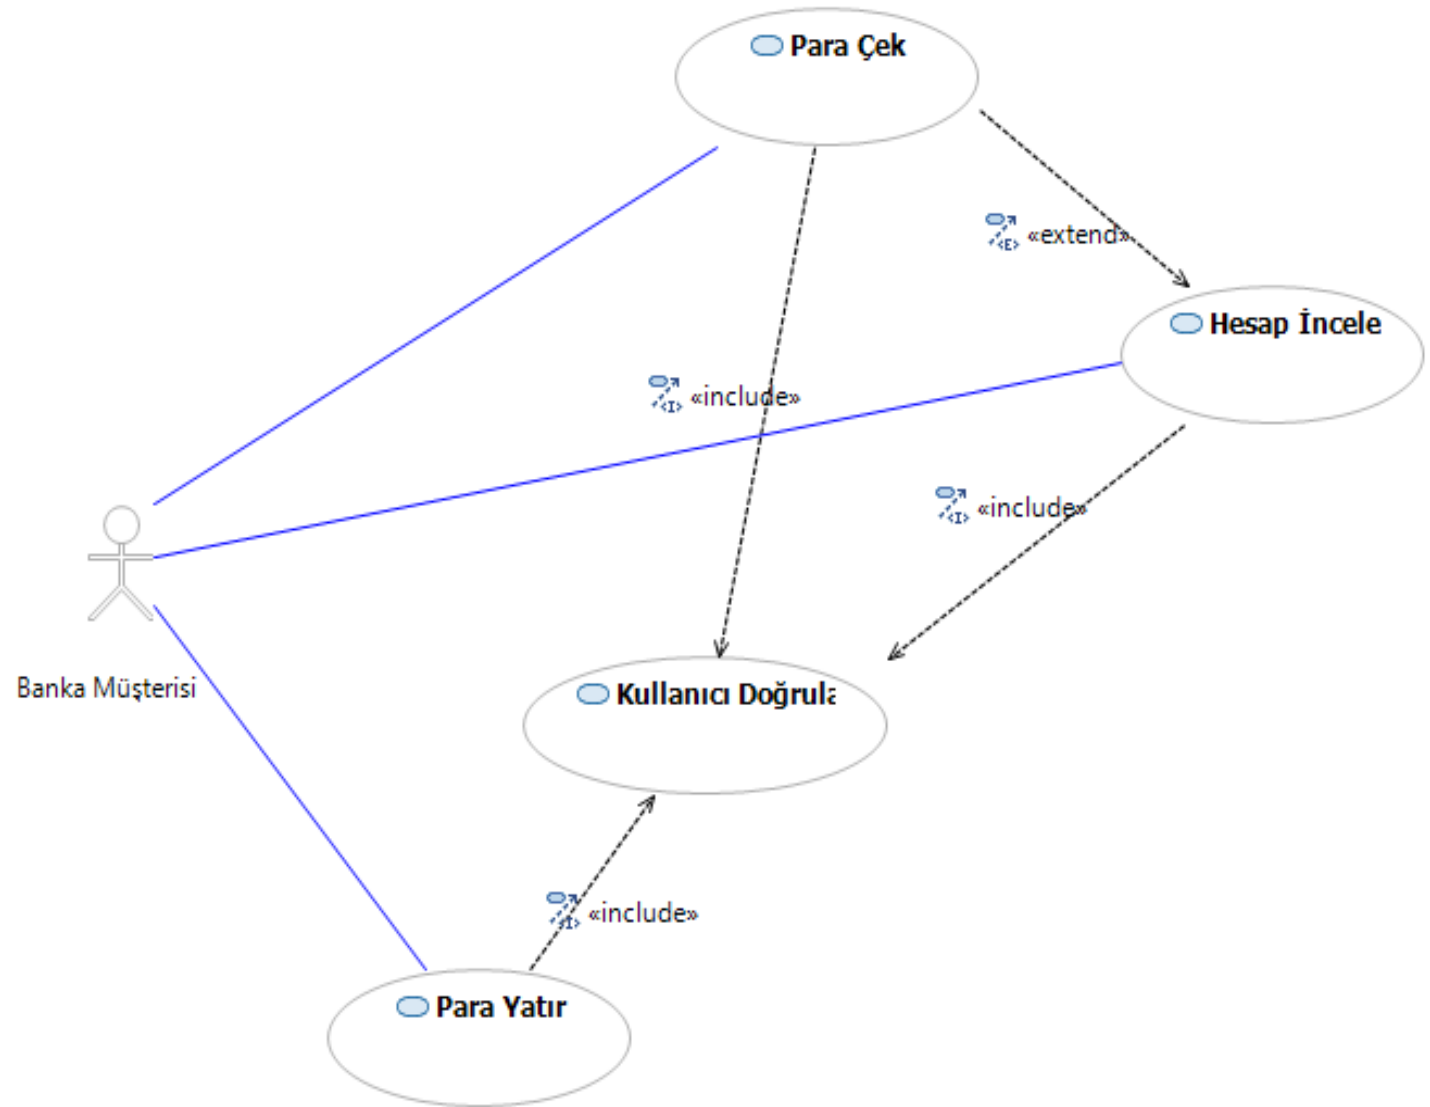 Para Çek
«extend»
Hesap İncele
«include»
«include»
Banka Müşterisi
Kullanıcı Doğrula
«include»
Para Yatır